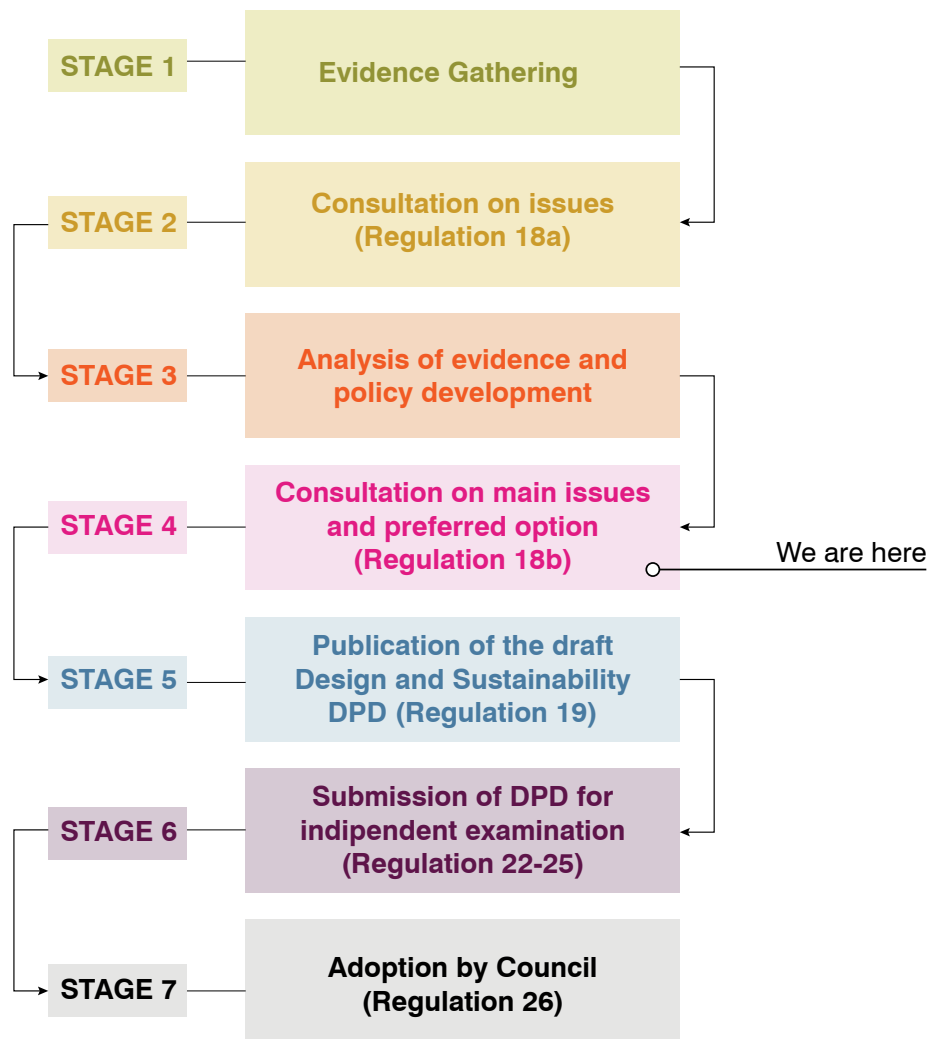 STAGE 1
Evidence Gathering
STAGE 2
Consultation on issues
(Regulation 18a)
STAGE 3
Analysis of evidence and
policy development
STAGE 4
Consultation on main issues
and preferred option
(Regulation 18b)
We are here
STAGE 5
Publication of the draft
Design and Sustainability
DPD (Regulation 19)
STAGE 6
Submission of DPD for
indipendent examination
(Regulation 22-25)
STAGE 7
Adoption by Council
(Regulation 26)